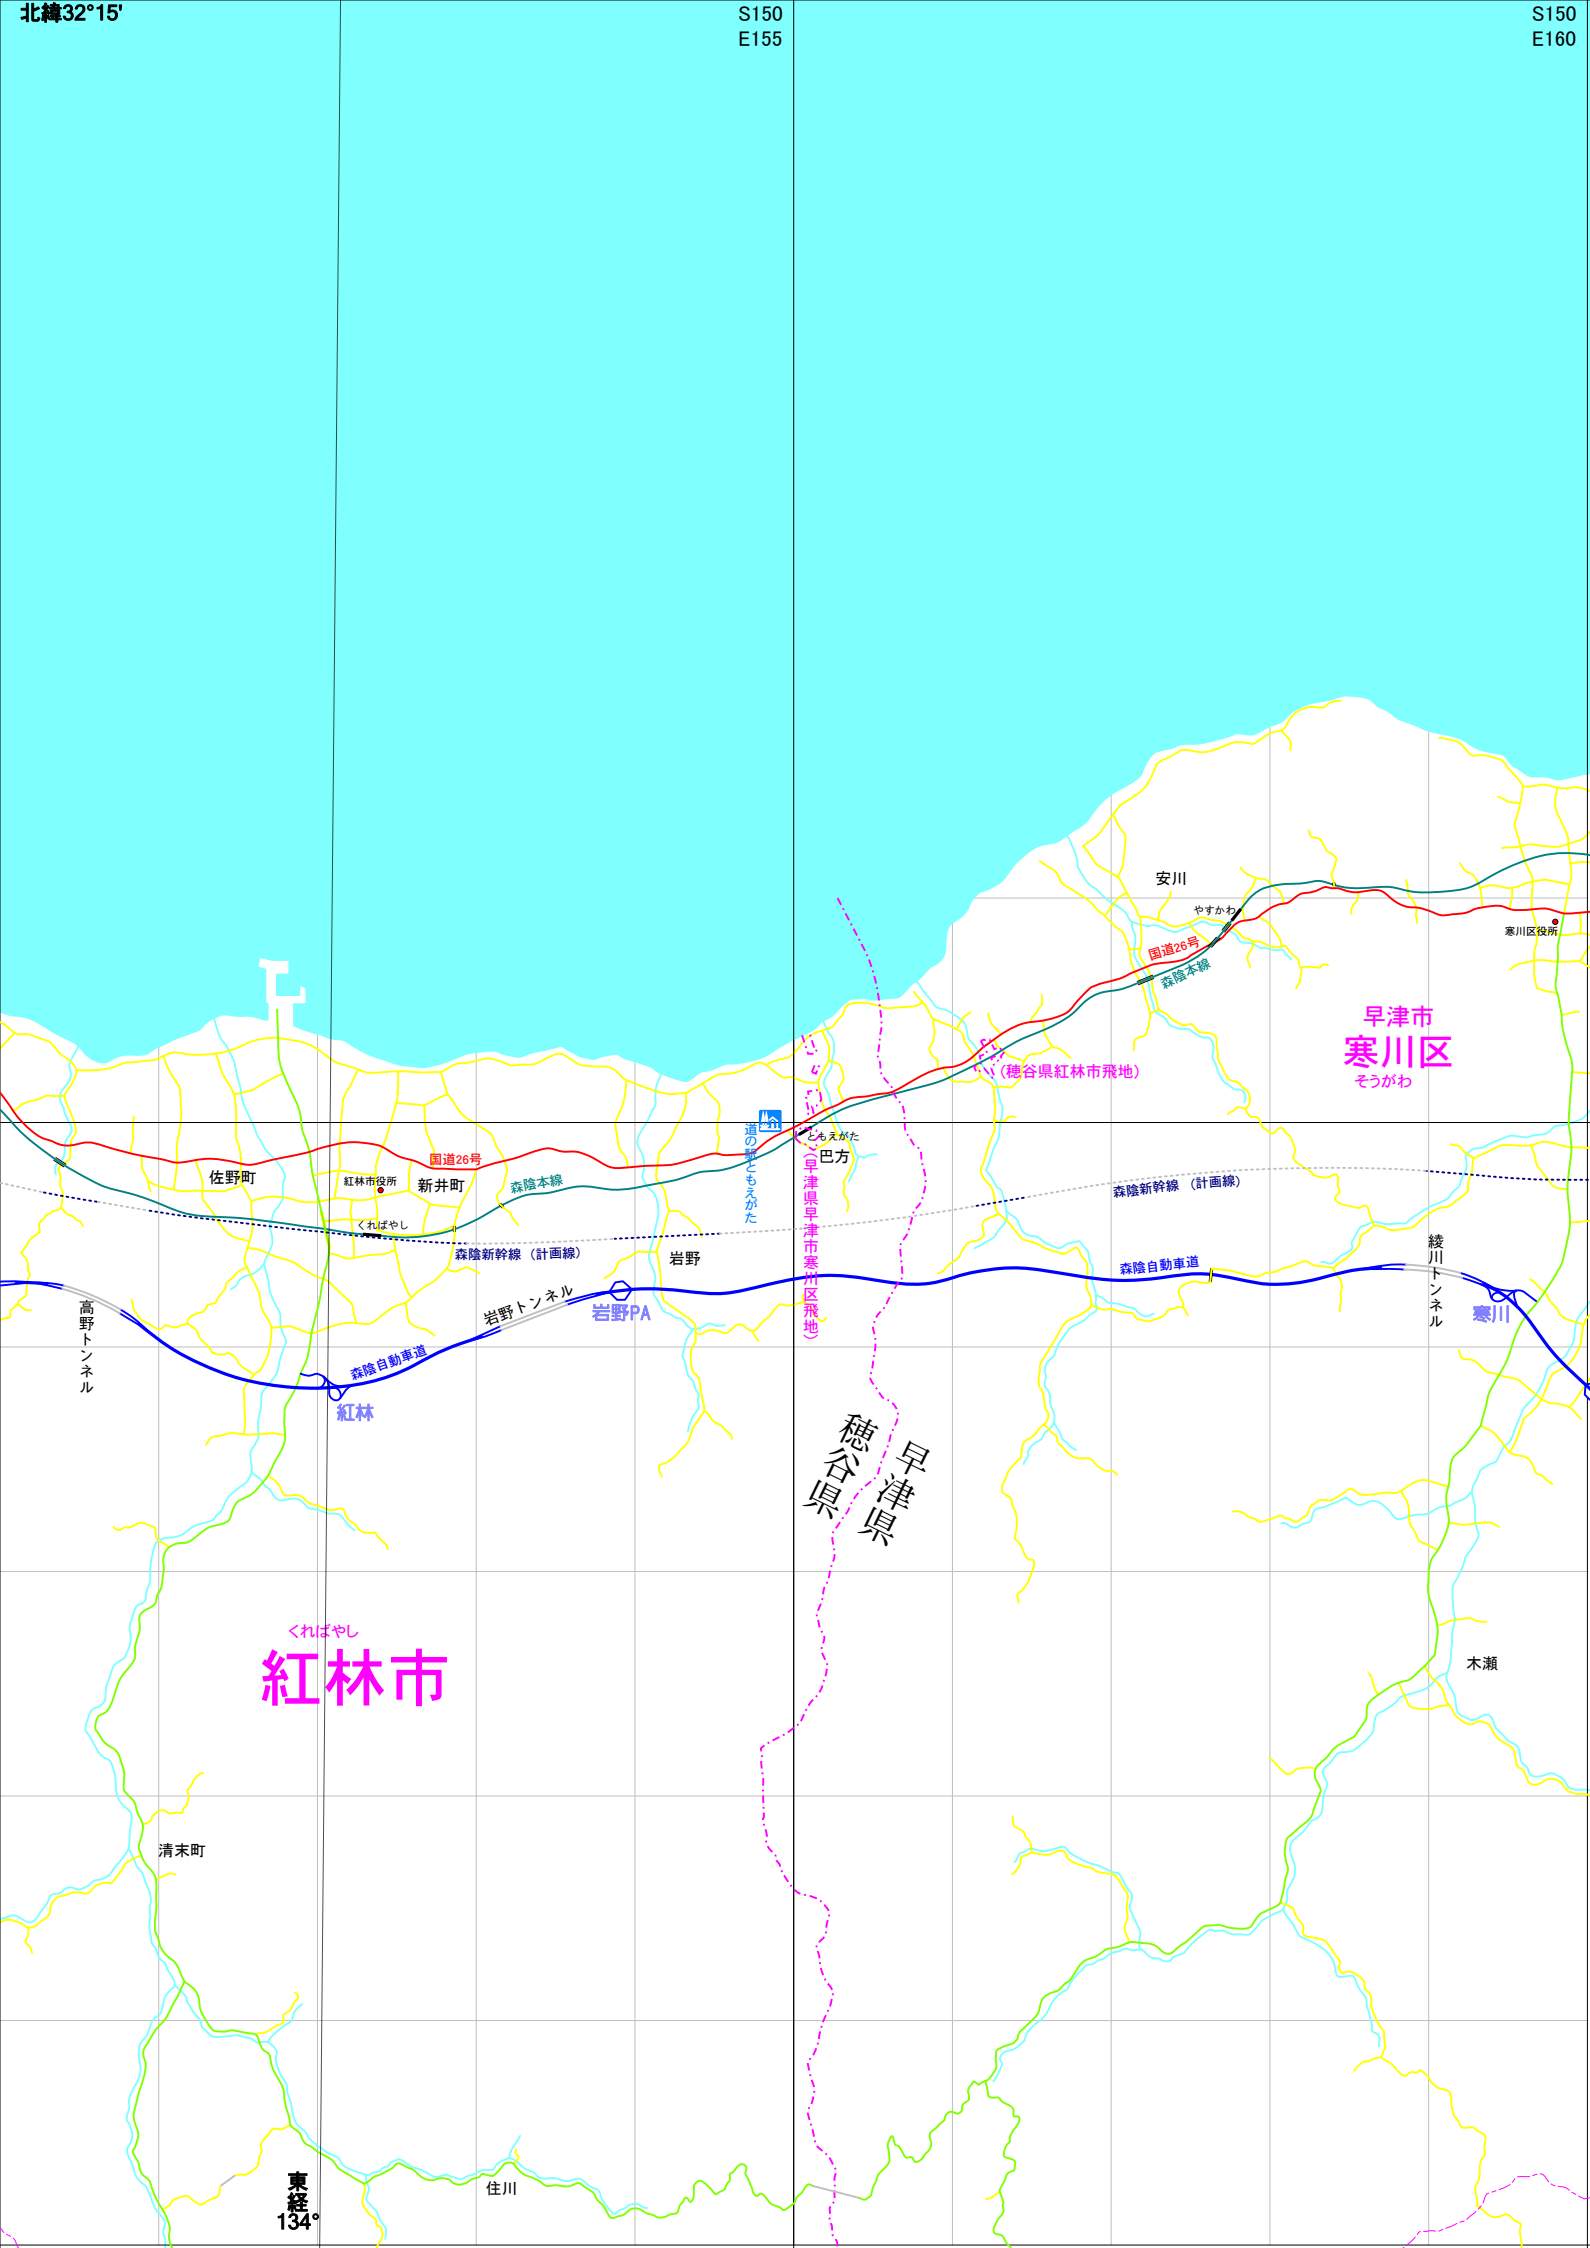 北緯32°15'
S150
E155
S150
E160
安川
やすかわ
寒川区役所
国道26号
森陰本線
早津市
寒川区
そうがわ
(穂谷県紅林市飛地)
道の駅ともえがた
ともえがた
巴方
(早津県早津市寒川区飛地)
国道26号
佐野町
紅林市役所
新井町
森陰本線
くればやし
森陰新幹線 (計画線)
森陰新幹線 (計画線)
岩野
綾川トンネル
森陰自動車道
高野トンネル
岩野トンネル
岩野PA
寒川
森陰自動車道
紅林
穂谷県
早津県
くればやし
紅林市
木瀬
清末町
住川
東経
134°